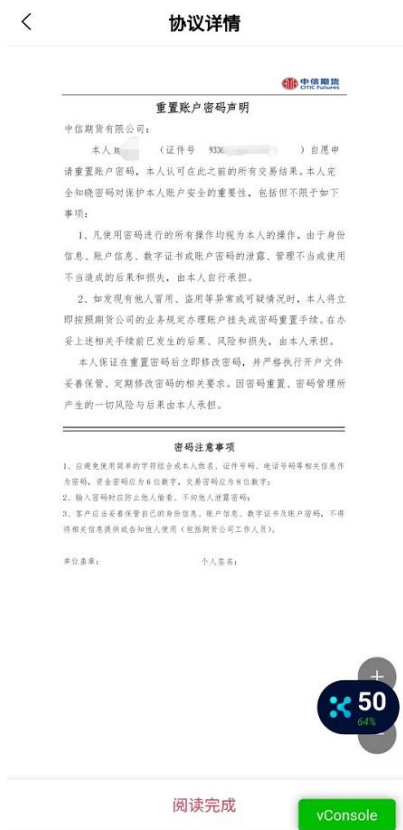 协议详情
中信期货
CITIC Futures
重置账户密码声明
中信期货有限公司：
本人 （证件号 ）自愿申
请重置账户密码，本人认可在此之前的所有交易结果。本人完
全知晓密码对保护本人账户安全的重要性，包括但不限于如下
事项：
1、凡使用密码进行的所有操作均视为本人的操作，由于身份
信息、账户信息、数字证书或账户密码的泄露、管理不当或使用
不当造成的后果和损失，由本人自行承担。
2、如发现有他人冒用、盗用等异常或可疑情况时，本人将立
即按照期货公司的业务规定办理账户挂失或密码重置手续。在办
妥上述相关手续前已发生的后果、风险和损失，由本人承担。
本人保证在重置密码后立即修改密码，并严格执行开户文件
妥善保管、定期修改密码的相关要求。因密码重置、密码管理所
产生的一切风险与后果由本人承担。
密码注意事项
1、应避免使用简单的字符组合或本人姓名、证件号码、电话号码等相关信息作
为密码，资金密码应为6位数字，交易密码应为8位数字；
2、输入密码时应防止他人偷看，不向他人泄露密码；
3、客户应当妥善保管自己的身份信息、账户信息、数字证书及账户密码，不得
将相关信息提供或告知他人使用（包括期货公司工作人员）。
单位盖章： 个人签名：
50
64%
阅读完成
vConsole